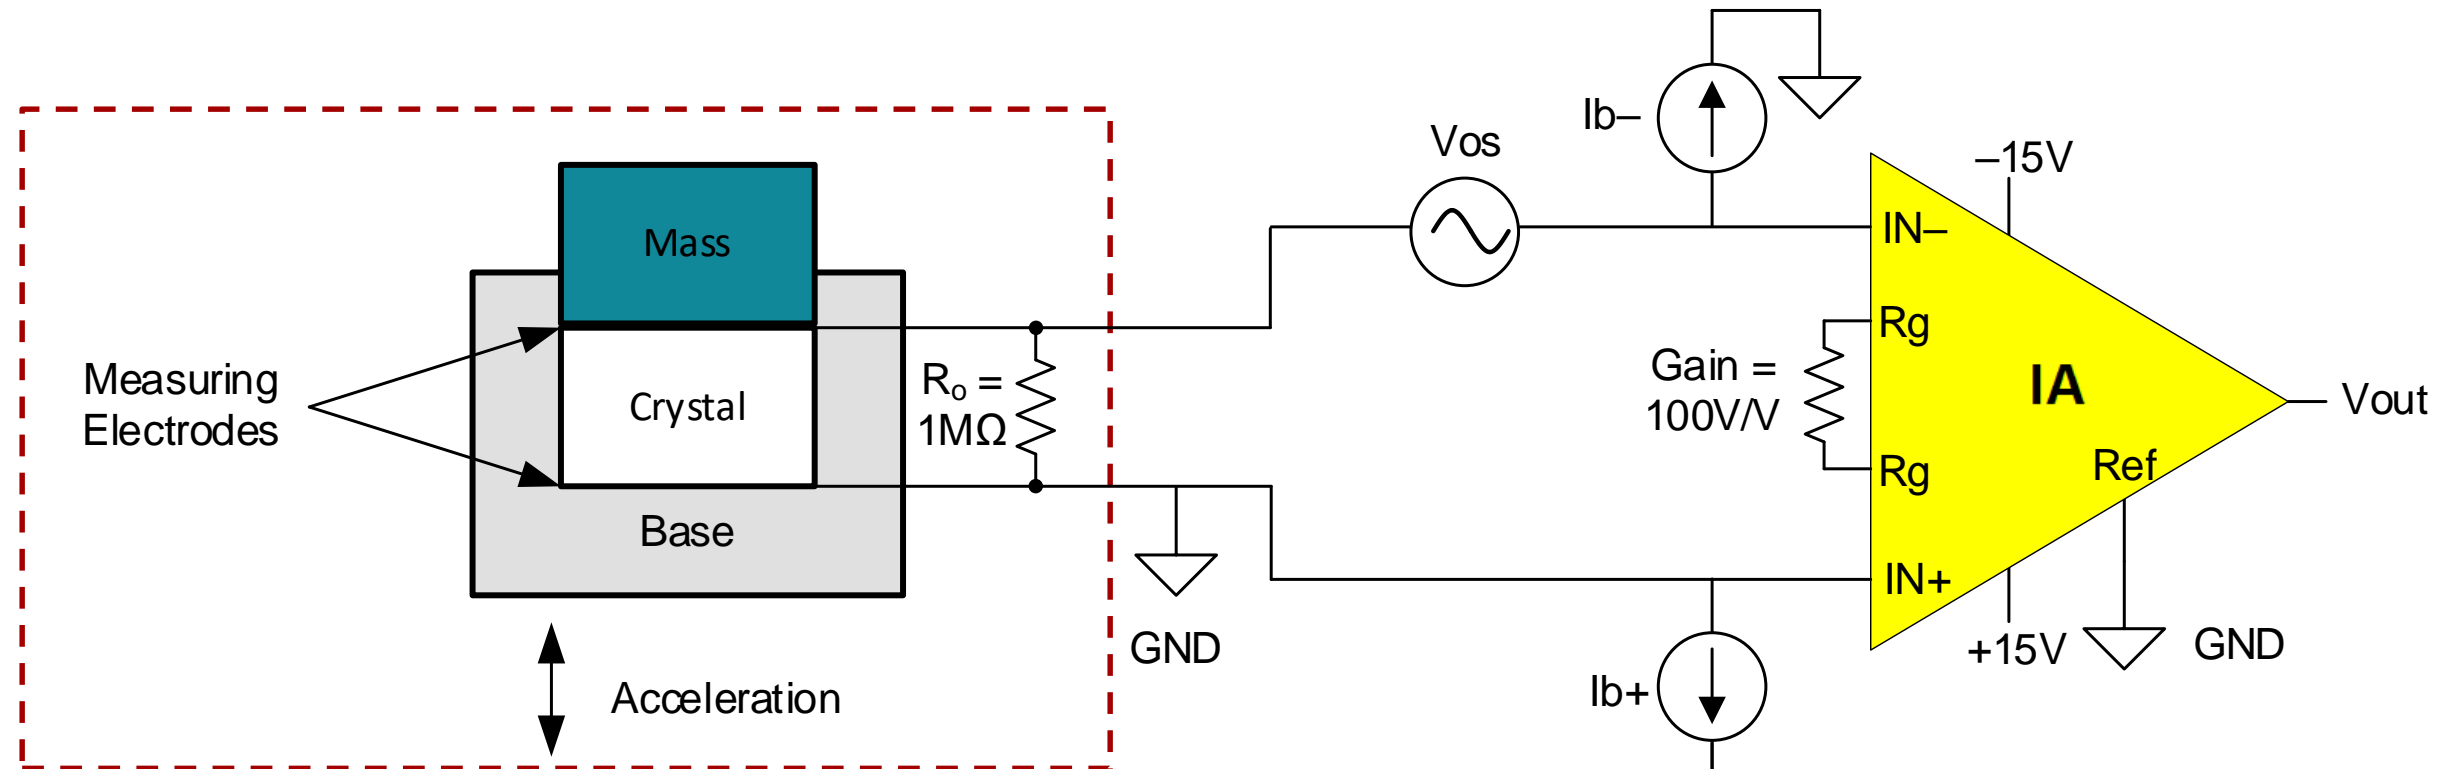 Ib–
Vos
–15V
Mass
IN–
Rg
Measuring
Electrodes
Crystal
Rₒ =
1MΩ
Gain =
100V/V
IA
Vout
Rg
Ref
Base
IN+
GND
+15V
GND
Acceleration
Ib+